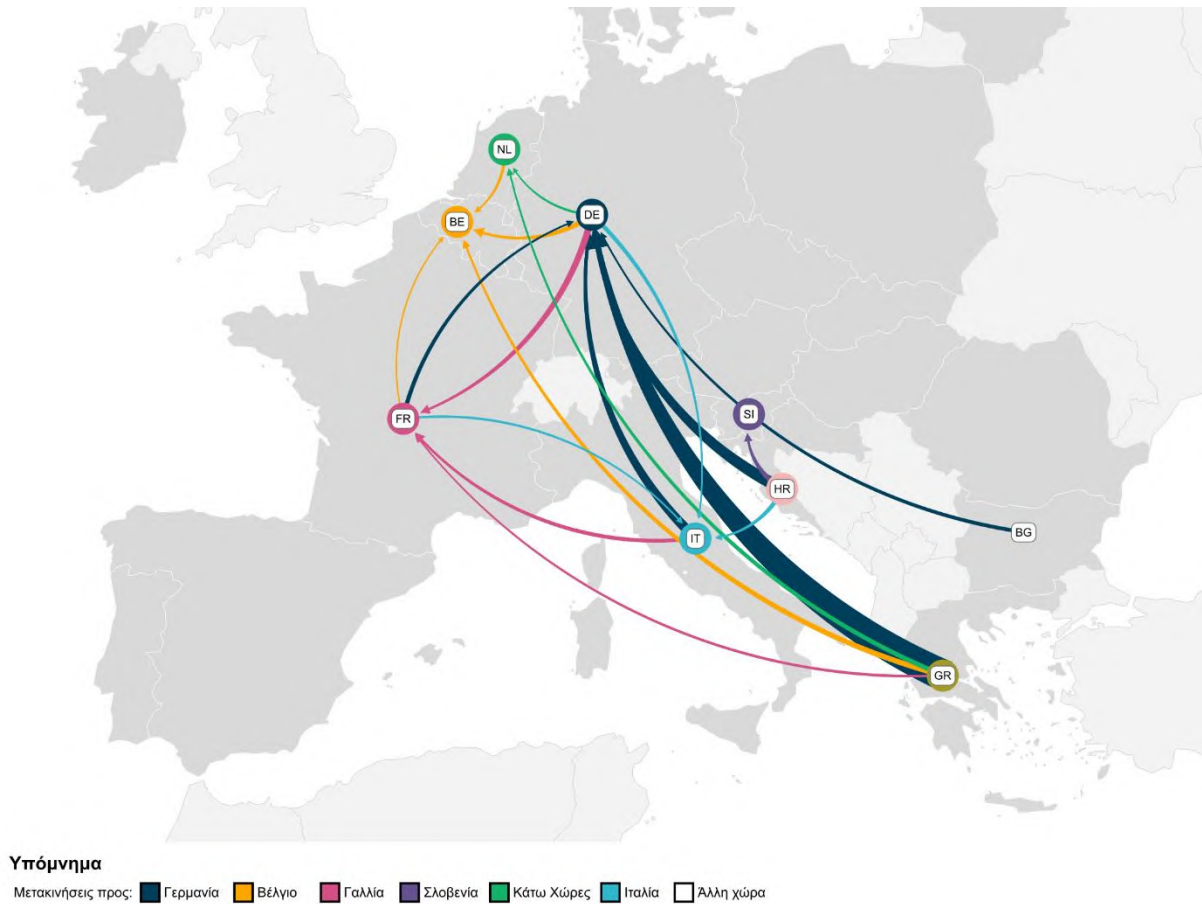 NL
BE
DE
FR
SI
HR
IT
BG
GR
Υπόμνημα
Μετακινήσεις προς: Γερμανία Βέλγιο Γαλλία Σλοβενία Κάτω Χώρες Ιταλία Άλλη χώρα